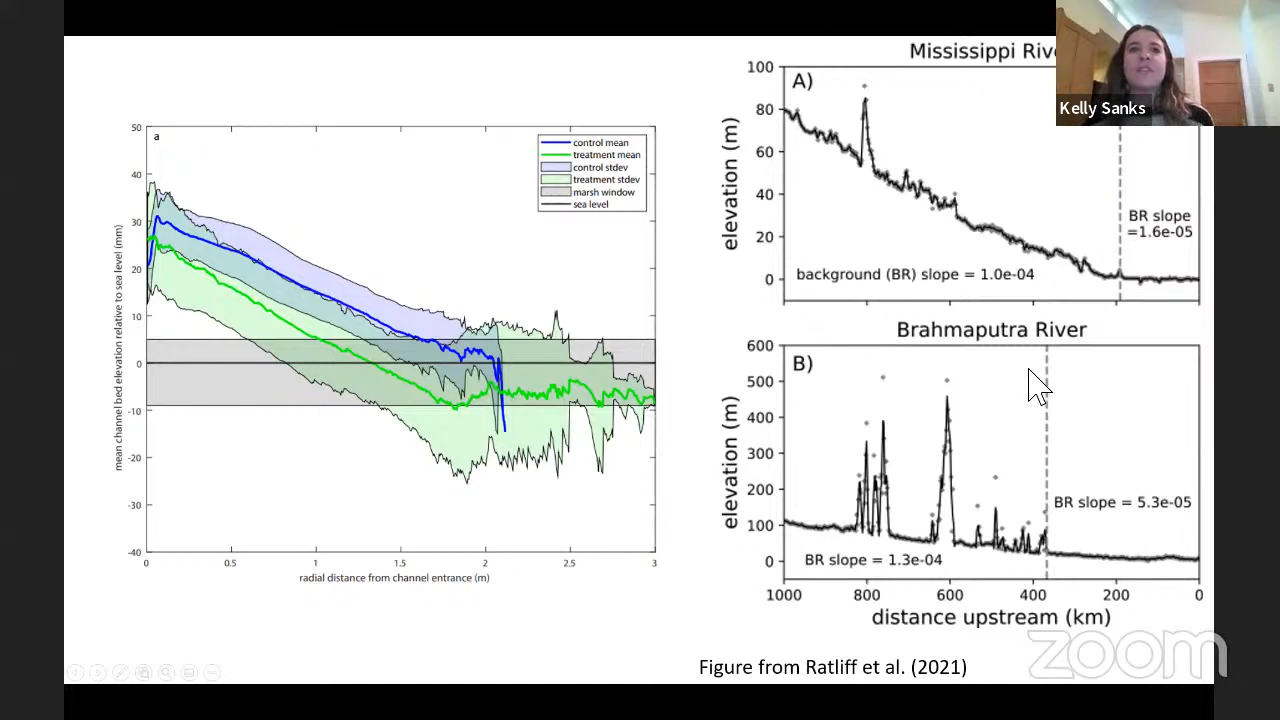 Mississippi Rive
Kelly Sanks
a
control mean
treatment mean
control stdev
treatment stdev
marsh window
sea level
mean channel bed elevation relative to sea level (mm)
50
40
30
20
10
0
-10
-20
-30
-40
0
0.5
1
1.5
2
2.5
3
radial distance from channel entrance (m)
A)
elevation (m)
100
80
60
40
20
0
BR slope
=1.6e-05
background (BR) slope = 1.0e-04
Brahmaputra River
B)
elevation (m)
600
500
400
300
200
100
0
BR slope = 5.3e-05
BR slope = 1.3e-04
1000 800 600 400 200 0
distance upstream (km)
Figure from Ratliff et al. (2021)
zoom